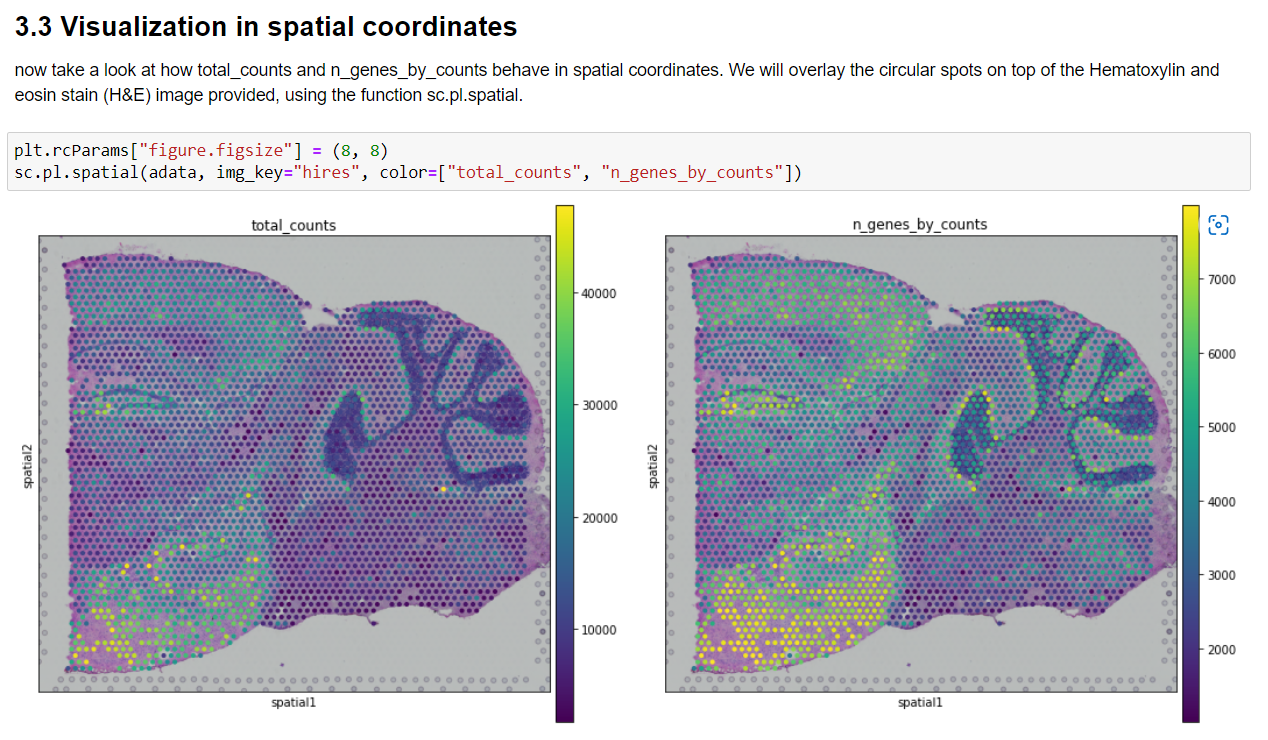 3.3 Visualization in spatial coordinates
now take a look at how total_counts and n_genes_by_counts behave in spatial coordinates. We will overlay the circular spots on top of the Hematoxylin and
eosin stain (H&E) image provided, using the function sc.pl.spatial.
plt.rcParams["figure.figsize"] = (8, 8)
sc.pl.spatial(adata, img_key="hires", color=["total_counts", "n_genes_by_counts"])
total_counts
spatial2
spatial1
40000
30000
20000
10000
n_genes_by_counts
spatial2
spatial1
7000
6000
5000
4000
3000
2000